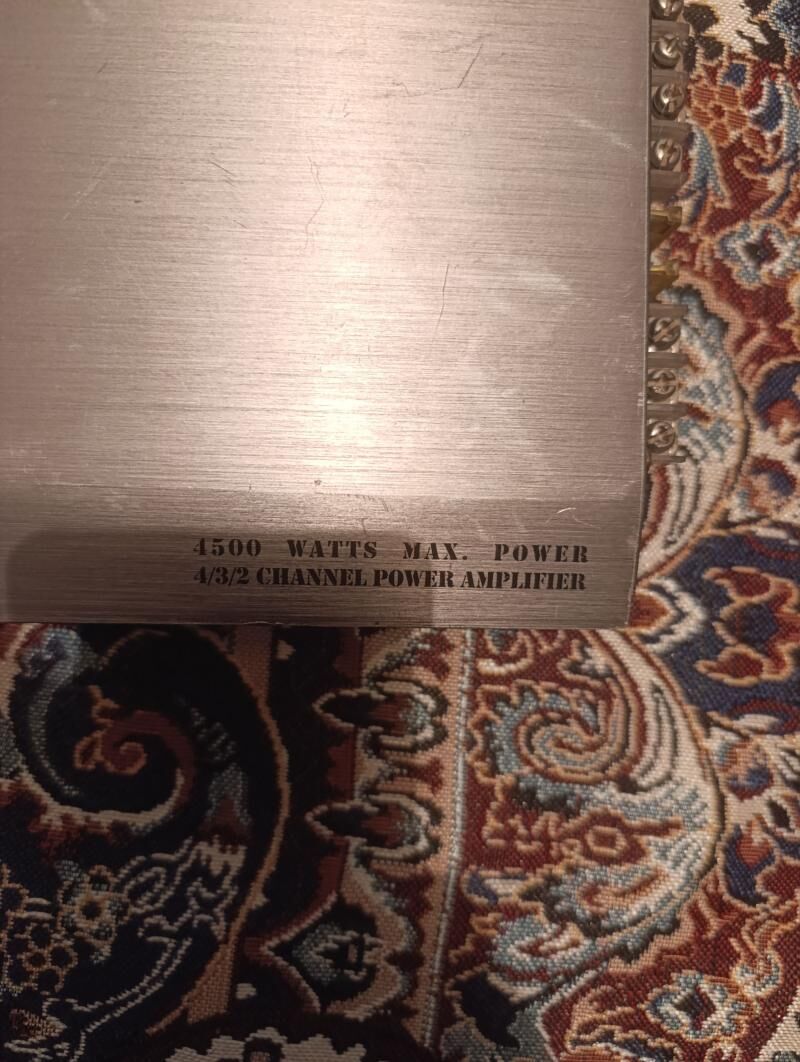 4500 WATTS MAX. POWER
4/3/2 CHANNEL POWER AMPLIFIER